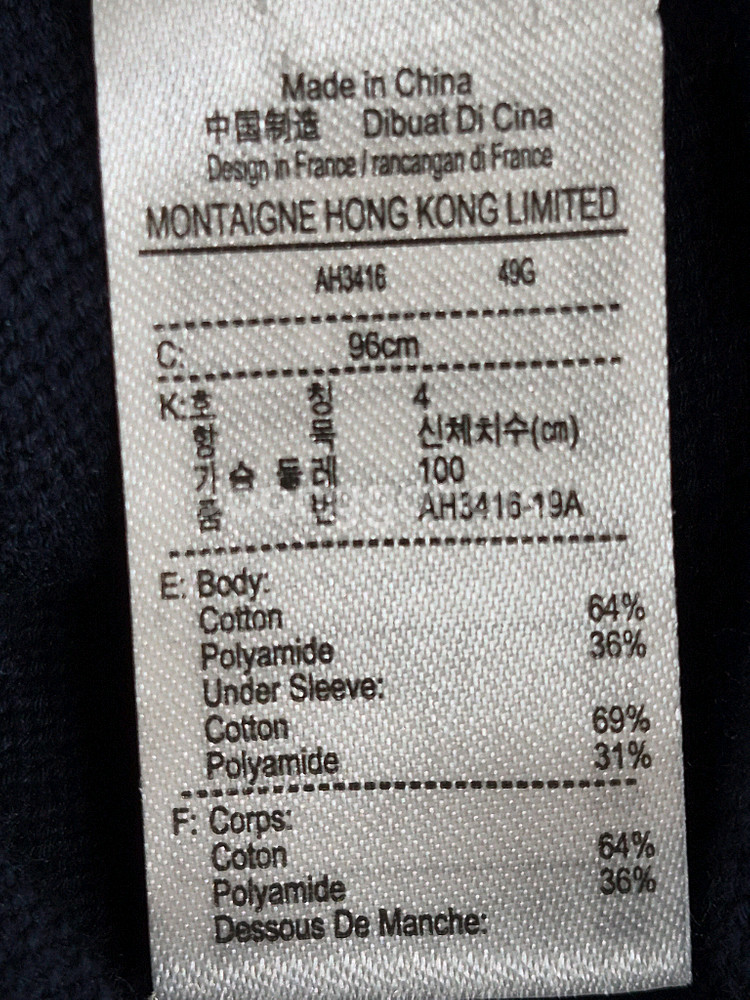 Made in China
中国制造 Dibuat Di Cina
Design in France / rancangan di France
MONTAIGNE HONG KONG LIMITED
AH3416 49G
C: 96cm
K:호 칭 4
항 목 신체치수(cm)
가 슴 둘 레 100
품 번 AH3416-19A
E: Body:
Cotton 64%
Polyamide 36%
Under Sleeve:
Cotton 69%
Polyamide 31%
F: Corps:
Coton 64%
Polyamide 36%
Dessous De Manche: